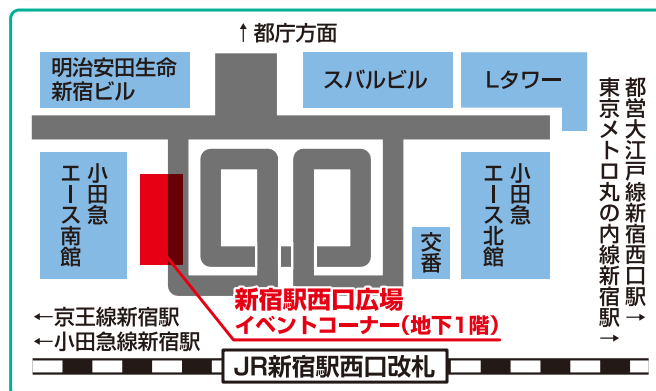 ↑都庁方面
明治安田生命
新宿ビル
スバルビル
Lタワー
小田急
エース南館
小田急
エース北館
交番
都営大江戸線新宿西口駅→
東京メトロ丸の内線新宿駅→
新宿駅西口広場
イベントコーナー(地下1階)
←京王線新宿駅
←小田急線新宿駅
JR新宿駅西口改札